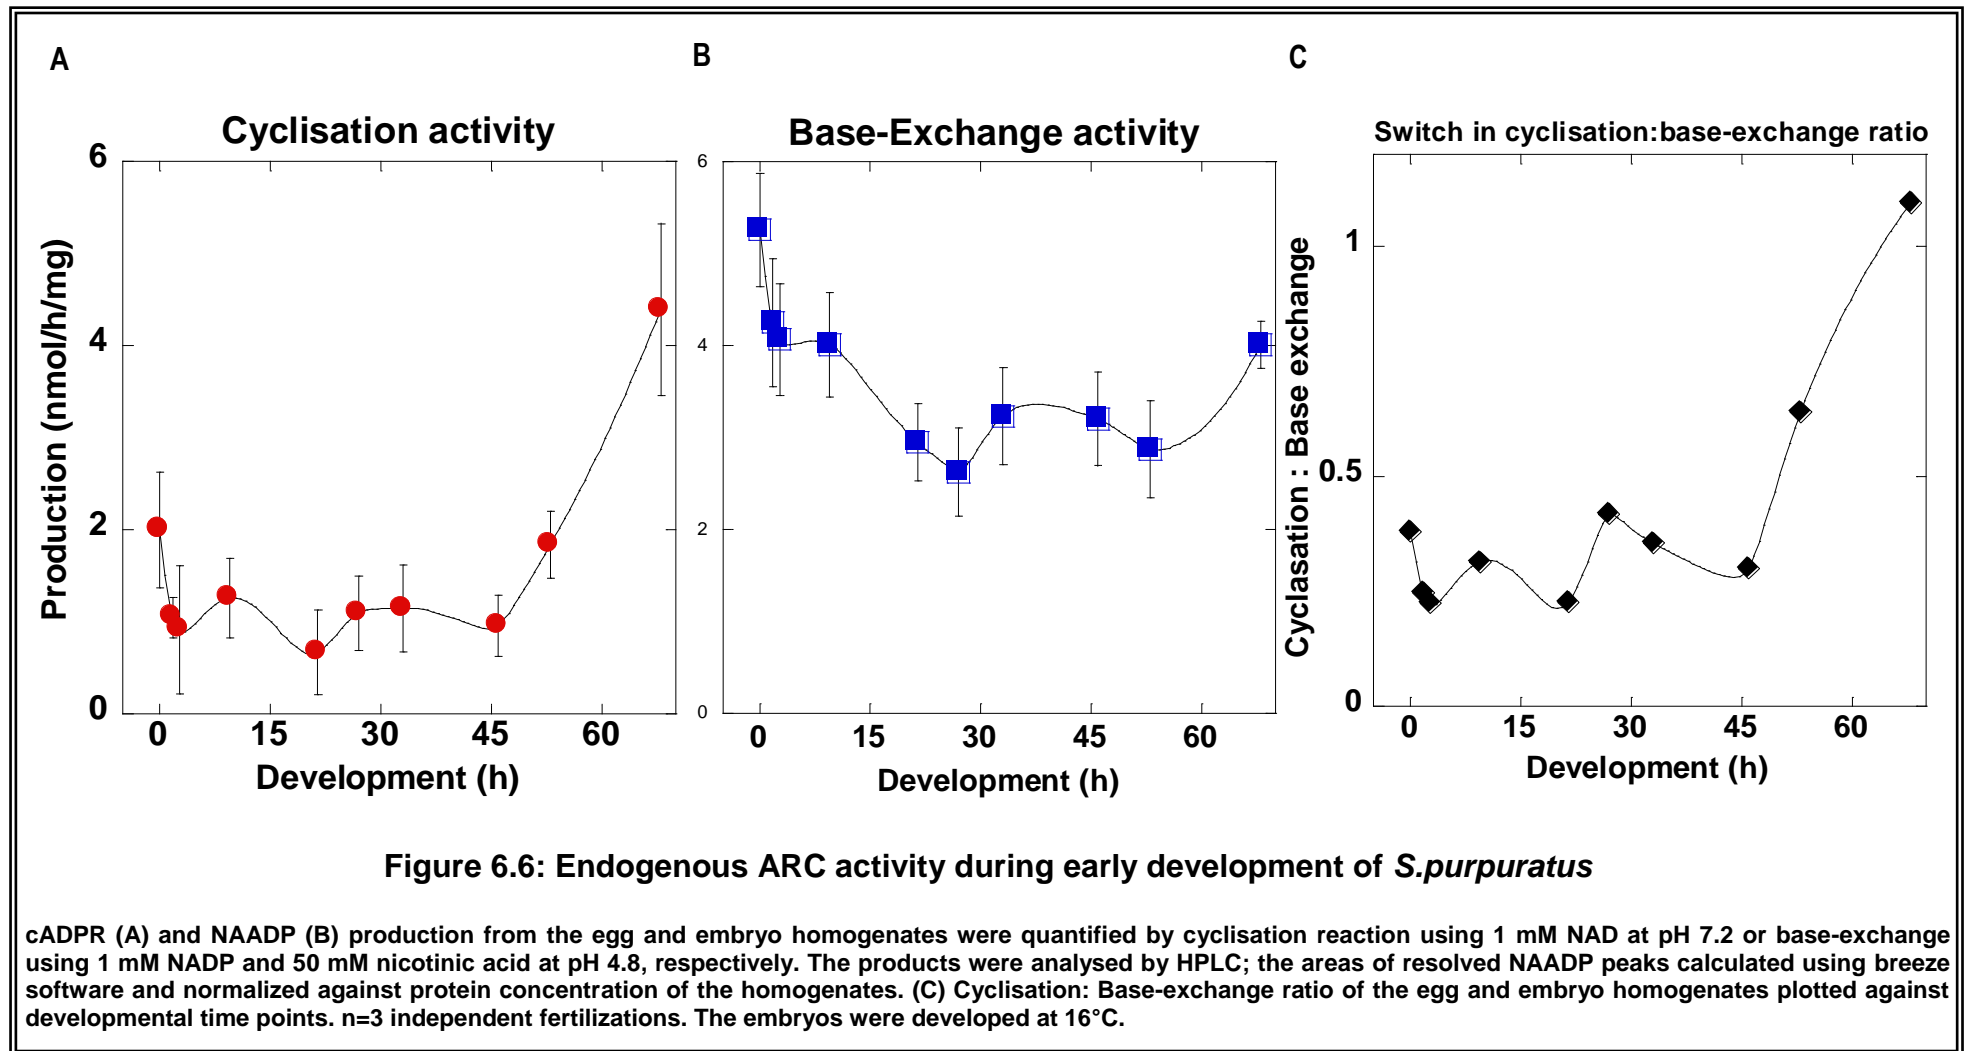 A
B
C
Cyclisation activity
Base-Exchange activity
Switch in cyclisation:base-exchange ratio
Production (nmol/h/mg)
6
4
2
0
0 15 30 45 60
Development (h)
6
4
2
0
0 15 30 45 60
Development (h)
Cyclasation : Base exchange
1
0.5
0
0 15 30 45 60
Development (h)
Figure 6.6: Endogenous ARC activity during early development of S.purpuratus
cADPR (A) and NAADP (B) production from the egg and embryo homogenates were quantified by cyclisation reaction using 1 mM NAD at pH 7.2 or base-exchange
using 1 mM NADP and 50 mM nicotinic acid at pH 4.8, respectively. The products were analysed by HPLC; the areas of resolved NAADP peaks calculated using breeze
software and normalized against protein concentration of the homogenates. (C) Cyclisation: Base-exchange ratio of the egg and embryo homogenates plotted against
developmental time points. n=3 independent fertilizations. The embryos were developed at 16°C.